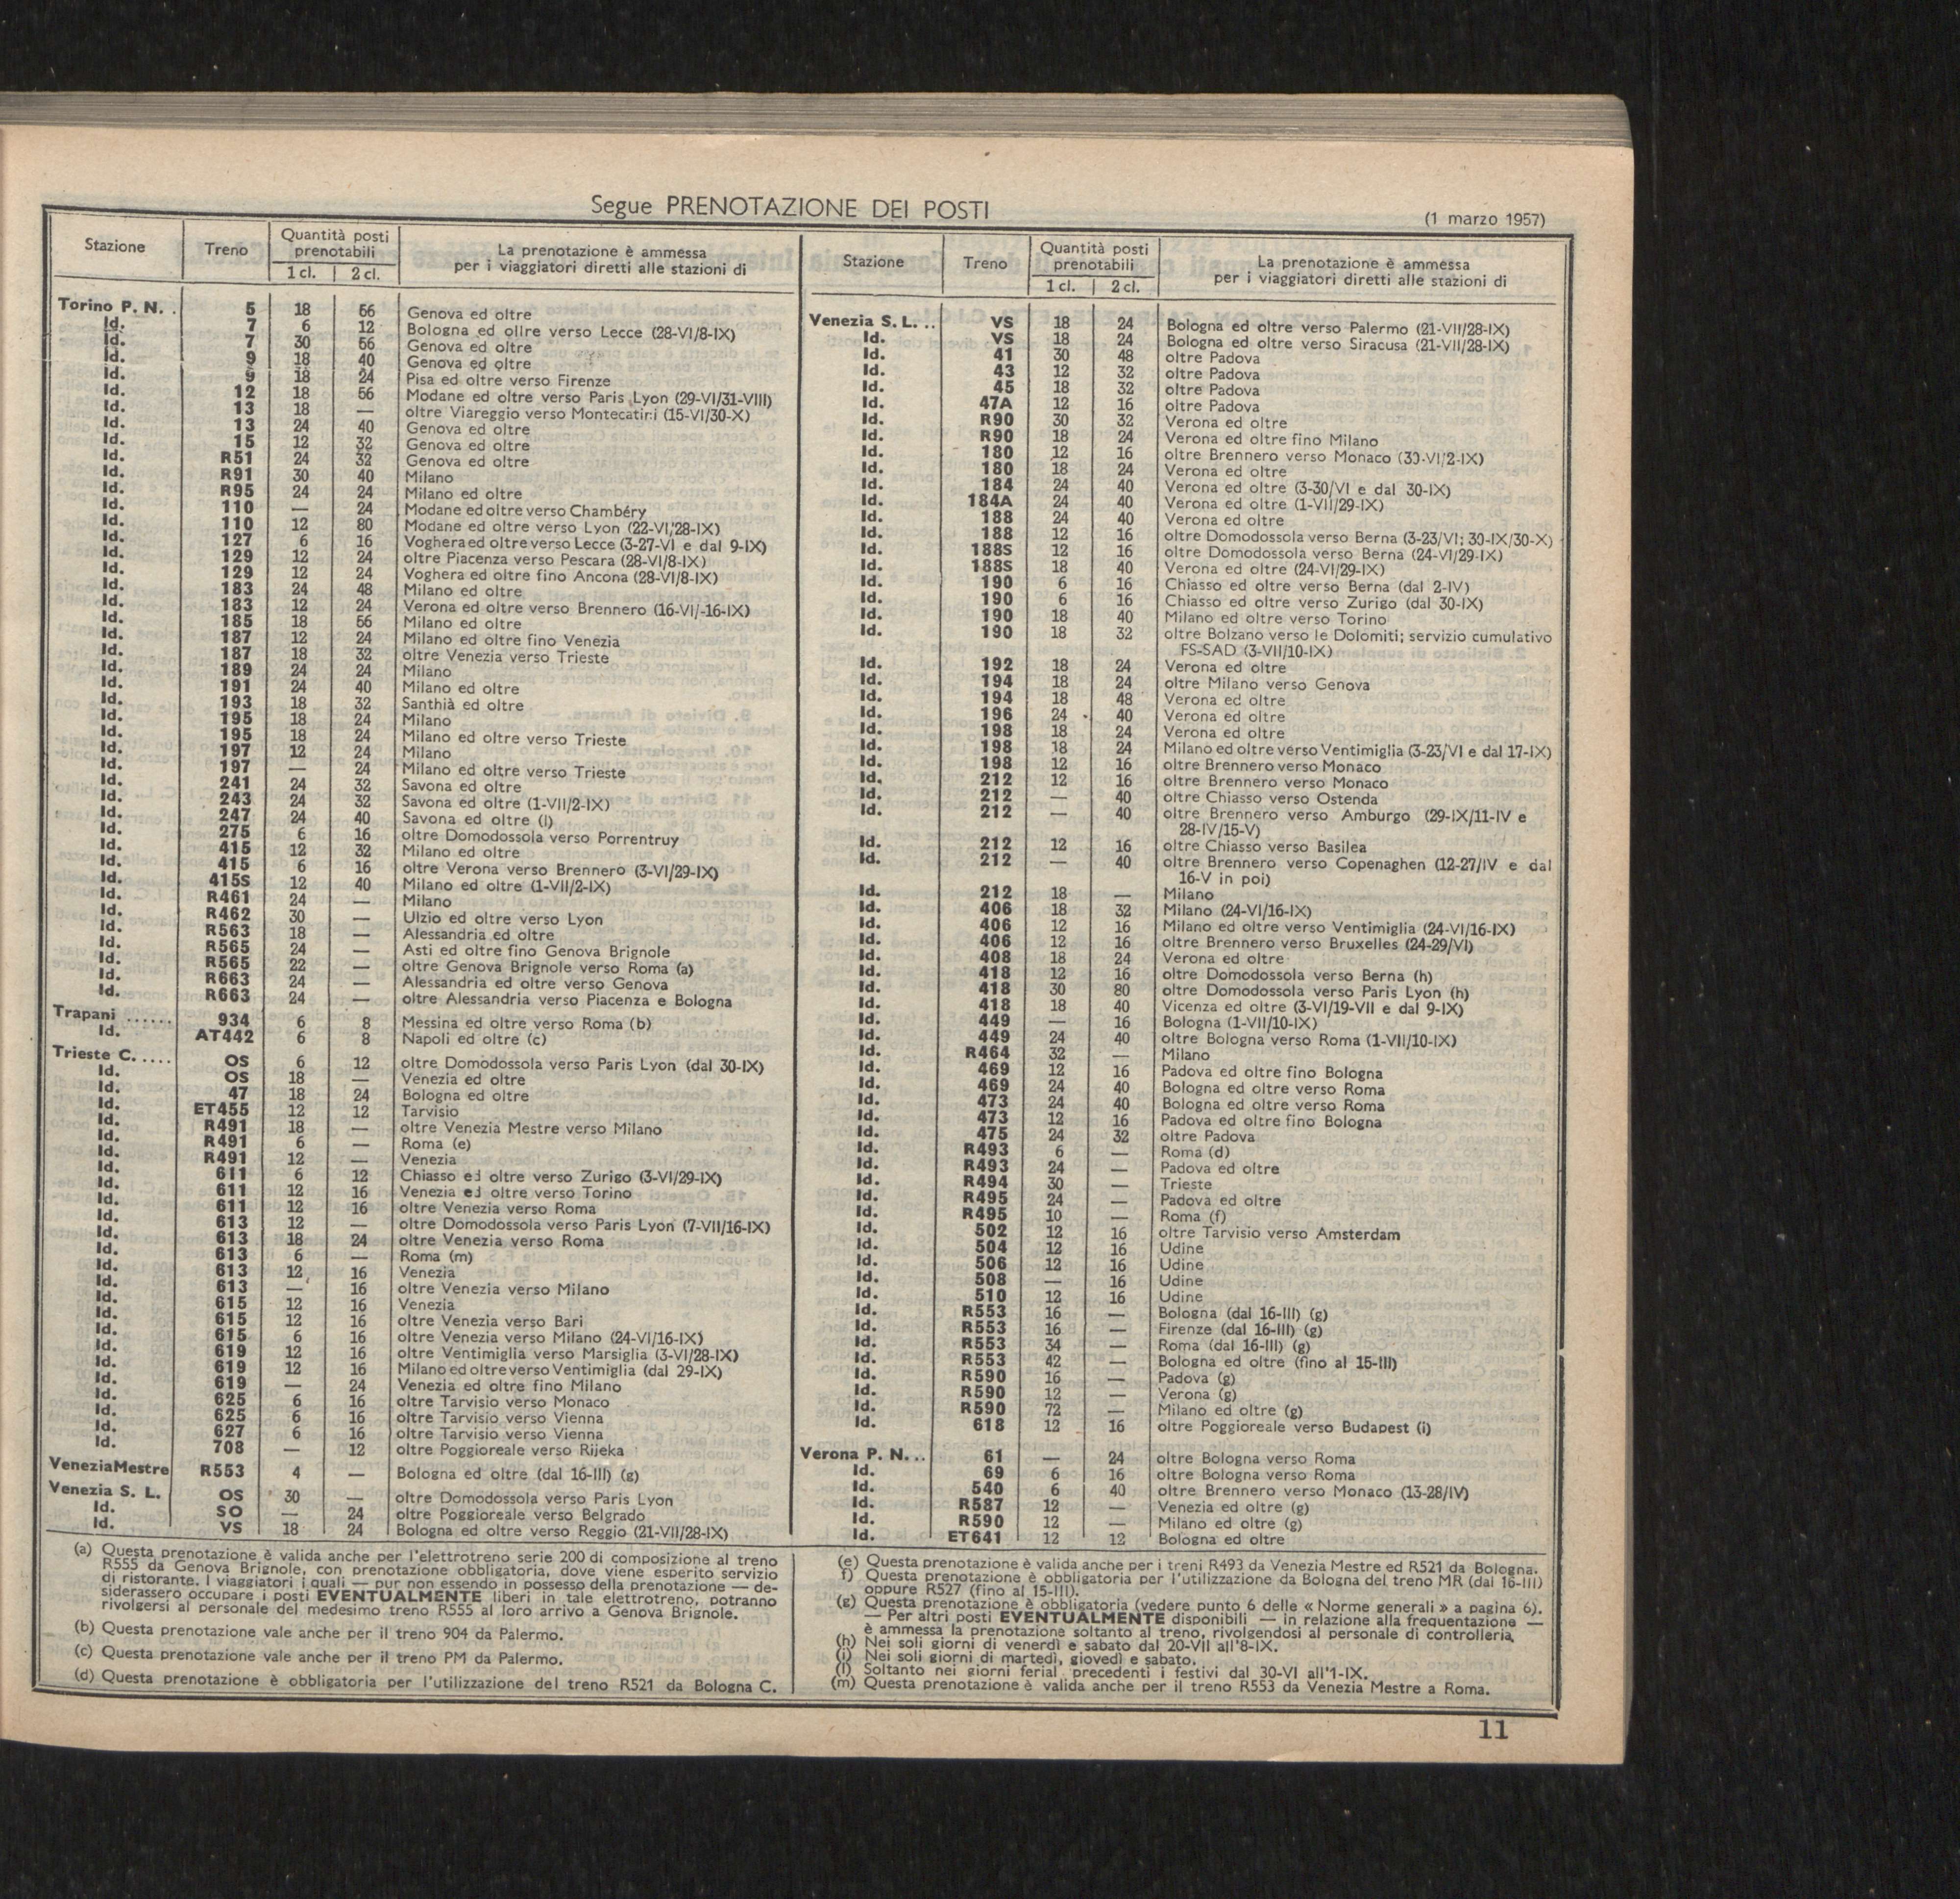 Segue PRENOTAZIONE DEI POSTI
(1 marzo 1957)
Stazione Treno Quantità posti prenotabili 1 cl. 2 cl. La prenotazione è ammessa per i viaggiatori diretti alle stazioni di
Torino P. N. . 5 18 56 Genova ed oltre
Id. 7 6 12 Bologna ed oltre verso Lecce (28-VI/8-IX)
Id. 7 30 56 Genova ed oltre
Id. 9 18 40 Genova ed oltre
Id. 9 18 24 Pisa ed oltre verso Firenze
Id. 12 18 56 Modane ed oltre verso Paris Lyon (29-VI/31-VIII)
Id. 13 18 — oltre Viareggio verso Montecatini (15-VI/30-X)
Id. 13 24 40 Genova ed oltre
Id. 15 12 32 Genova ed oltre
Id. R51 24 32 Genova ed oltre
Id. R91 30 40 Milano
Id. R95 24 24 Milano ed oltre
Id. 110 — 24 Modane ed oltre verso Chambéry
Id. 110 12 80 Modane ed oltre verso Lyon (22-VI/28-IX)
Id. 127 6 16 Voghera ed oltre verso Lecce (3-27-VI e dal 9-IX)
Id. 129 12 24 oltre Piacenza verso Pescara (28-VI/8-IX)
Id. 129 12 24 Voghera ed oltre fino Ancona (28-VI/8-IX)
Id. 183 24 48 Milano ed oltre
Id. 183 12 24 Verona ed oltre verso Brennero (16-VI/-16-IX)
Id. 185 18 56 Milano ed oltre
Id. 187 12 24 Milano ed oltre fino Venezia
Id. 187 18 32 oltre Venezia verso Trieste
Id. 189 24 24 Milano
Id. 191 24 40 Milano ed oltre
Id. 193 18 32 Santhià ed oltre
Id. 195 18 24 Milano
Id. 195 18 24 Milano ed oltre verso Trieste
Id. 197 12 24 Milano
Id. 197 — 24 Milano ed oltre verso Trieste
Id. 241 24 32 Savona ed oltre
Id. 243 24 32 Savona ed oltre (1-VII/2-IX)
Id. 247 24 40 Savona ed oltre (l)
Id. 275 6 16 oltre Domodossola verso Porrentruy
Id. 415 12 32 Milano ed oltre
Id. 415 6 16 oltre Verona verso Brennero (3-VI/29-IX)
Id. 415S 12 40 Milano ed oltre (1-VII/2-IX)
Id. R461 24 — Milano
Id. R462 30 — Ulzio ed oltre verso Lyon
Id. R563 18 — Alessandria ed oltre
Id. R565 24 — Asti ed oltre fino Genova Brignole
Id. R565 22 — oltre Genova Brignole verso Roma (a)
Id. R663 24 — Alessandria ed oltre verso Genova
Id. R663 24 — oltre Alessandria verso Piacenza e Bologna
Trapani ...... 934 6 8 Messina ed oltre verso Roma (b)
Id. AT442 6 8 Napoli ed oltre (c)
Trieste C. .... OS 6 12 oltre Domodossola verso Paris Lyon (dal 30-IX)
Id. OS 18 — Venezia ed oltre
Id. 47 18 24 Bologna ed oltre
Id. ET455 12 12 Tarvisio
Id. R491 18 — oltre Venezia Mestre verso Milano
Id. R491 6 — Roma (e)
Id. R491 12 — Venezia
Id. 611 6 12 Chiasso ed oltre verso Zurigo (3-VI/29-IX)
Id. 611 12 16 Venezia ed oltre verso Torino
Id. 611 12 16 oltre Venezia verso Roma
Id. 613 12 — oltre Domodossola verso Paris Lyon (7-VII/16-IX)
Id. 613 18 24 oltre Venezia verso Roma
Id. 613 6 — Roma (m)
Id. 613 12 16 Venezia
Id. 613 — 16 oltre Venezia verso Milano
Id. 615 12 16 Venezia
Id. 615 12 16 oltre Venezia verso Bari
Id. 615 6 16 oltre Venezia verso Milano (24-VI/16-IX)
Id. 619 12 16 oltre Ventimiglia verso Marsiglia (3-VI/28-IX)
Id. 619 12 16 Milano ed oltre verso Ventimiglia (dal 29-IX)
Id. 619 — 24 Venezia ed oltre fino Milano
Id. 625 6 16 oltre Tarvisio verso Monaco
Id. 625 6 16 oltre Tarvisio verso Vienna
Id. 627 6 16 oltre Tarvisio verso Vienna
Id. 708 — 12 oltre Poggioreale verso Rijeka
Venezia Mestre R553 4 — Bologna ed oltre (dal 16-III) (g)
Venezia S. L. OS 30 — oltre Domodossola verso Paris Lyon
Id. SO — 24 oltre Poggioreale verso Belgrado
Id. VS 18 24 Bologna ed oltre verso Reggio (21-VII/28-IX)
(a) Questa prenotazione è valida anche per l'elettrotreno serie 200 di composizione al treno
R555 da Genova Brignole, con prenotazione obbligatoria, dove viene esperito servizio
di ristorante. I viaggiatori i quali — pur non essendo in possesso della prenotazione — de-
siderassero occupare i posti EVENTUALMENTE liberi in tale elettrotreno, potranno
rivolgersi al personale del medesimo treno R555 al loro arrivo a Genova Brignole.
(b) Questa prenotazione vale anche per il treno 904 da Palermo.
(c) Questa prenotazione vale anche per il treno PM da Palermo.
(d) Questa prenotazione è obbligatoria per l'utilizzazione del treno R521 da Bologna C.
Stazione Treno Quantità posti prenotabili 1 cl. 2 cl. La prenotazione è ammessa per i viaggiatori diretti alle stazioni di
Venezia S. L. .. VS 18 24 Bologna ed oltre verso Palermo (21-VII/28-IX)
Id. VS 18 24 Bologna ed oltre verso Siracusa (21-VII/28-IX)
Id. 41 30 48 oltre Padova
Id. 43 12 32 oltre Padova
Id. 45 18 32 oltre Padova
Id. 47A 12 16 oltre Padova
Id. R90 30 32 Verona ed oltre
Id. R90 18 24 Verona ed oltre fino Milano
Id. 180 12 16 oltre Brennero verso Monaco (30-VI/2-IX)
Id. 180 18 24 Verona ed oltre
Id. 184 24 40 Verona ed oltre (3-30/VI e dal 30-IX)
Id. 184A 24 40 Verona ed oltre (1-VII/29-IX)
Id. 188 24 40 Verona ed oltre
Id. 188 12 16 oltre Domodossola verso Berna (3-23/VI; 30-IX/30-X)
Id. 188S 12 16 oltre Domodossola verso Berna (24-VI/29-IX)
Id. 188S 18 40 Verona ed oltre (24-VI/29-IX)
Id. 190 6 16 Chiasso ed oltre verso Berna (dal 2-IV)
Id. 190 6 16 Chiasso ed oltre verso Zurigo (dal 30-IX)
Id. 190 18 40 Milano ed oltre verso Torino
Id. 190 18 32 oltre Bolzano verso le Dolomiti; servizio cumulativo
FS-SAD (3-VII/10-IX)
Id. 192 18 24 Verona ed oltre
Id. 194 18 24 oltre Milano verso Genova
Id. 194 18 48 Verona ed oltre
Id. 196 24 40 Verona ed oltre
Id. 198 18 24 Verona ed oltre
Id. 198 18 24 Milano ed oltre verso Ventimiglia (3-23/VI e dal 17-IX)
Id. 198 12 16 oltre Brennero verso Monaco
Id. 212 12 16 oltre Brennero verso Monaco
Id. 212 — 40 oltre Chiasso verso Ostenda
Id. 212 — 40 oltre Brennero verso Amburgo (29-IX/11-IV e
28-IV/15-V)
Id. 212 12 16 oltre Chiasso verso Basilea
Id. 212 — 40 oltre Brennero verso Copenaghen (12-27/IV e dal
16-V in poi)
Id. 212 18 — Milano
Id. 406 18 32 Milano (24-VI/16-IX)
Id. 406 12 16 Milano ed oltre verso Ventimiglia (24-VI/16-IX)
Id. 406 12 16 oltre Brennero verso Bruxelles (24-29/VI)
Id. 408 18 24 Verona ed oltre
Id. 418 12 16 oltre Domodossola verso Berna (h)
Id. 418 30 80 oltre Domodossola verso Paris Lyon (h)
Id. 418 18 40 Vicenza ed oltre (3-VI/19-VII e dal 9-IX)
Id. 449 — 16 Bologna (1-VII/10-IX)
Id. 449 24 40 oltre Bologna verso Roma (1-VII/10-IX)
Id. R464 32 — Milano
Id. 469 12 16 Padova ed oltre fino Bologna
Id. 469 24 40 Bologna ed oltre verso Roma
Id. 473 24 40 Bologna ed oltre verso Roma
Id. 473 12 16 Padova ed oltre fino Bologna
Id. 475 24 32 oltre Padova
Id. R493 6 — Roma (d)
Id. R493 24 — Padova ed oltre
Id. R494 30 — Trieste
Id. R495 24 — Padova ed oltre
Id. R495 10 — Roma (f)
Id. 502 12 16 oltre Tarvisio verso Amsterdam
Id. 504 12 16 Udine
Id. 506 12 16 Udine
Id. 508 — 16 Udine
Id. 510 12 16 Udine
Id. R553 16 — Bologna (dal 16-III) (g)
Id. R553 16 — Firenze (dal 16-III) (g)
Id. R553 34 — Roma (dal 16-III) (g)
Id. R553 42 — Bologna ed oltre (fino al 15-III)
Id. R590 16 — Padova (g)
Id. R590 12 — Verona (g)
Id. R590 72 — Milano ed oltre (g)
Id. 618 12 16 oltre Poggioreale verso Budapest (i)
Verona P. N. .. 61 — 24 oltre Bologna verso Roma
Id. 69 6 16 oltre Bologna verso Roma
Id. 540 6 40 oltre Brennero verso Monaco (13-28/IV)
Id. R587 12 — Venezia ed oltre (g)
Id. R590 12 — Milano ed oltre (g)
Id. ET641 12 12 Bologna ed oltre
(e) Questa prenotazione è valida anche per i treni R493 da Venezia Mestre ed R521 da Bologna.
f) Questa prenotazione è obbligatoria per l'utilizzazione da Bologna del treno MR (dal 16-III)
oppure R527 (fino al 15-III).
(g) Questa prenotazione è obbligatoria (vedere punto 6 delle « Norme generali » a pagina 6).
— Per altri posti EVENTUALMENTE disponibili — in relazione alla frequentazione —
è ammessa la prenotazione soltanto al treno, rivolgendosi al personale di controlleria.
(h) Nei soli giorni di venerdì e sabato dal 20-VII all'8-IX.
(i) Nei soli giorni di martedì, giovedì e sabato.
(l) Soltanto nei giorni ferial precedenti i festivi dal 30-VI all'1-IX.
(m) Questa prenotazione è valida anche per il treno R553 da Venezia Mestre a Roma.
11